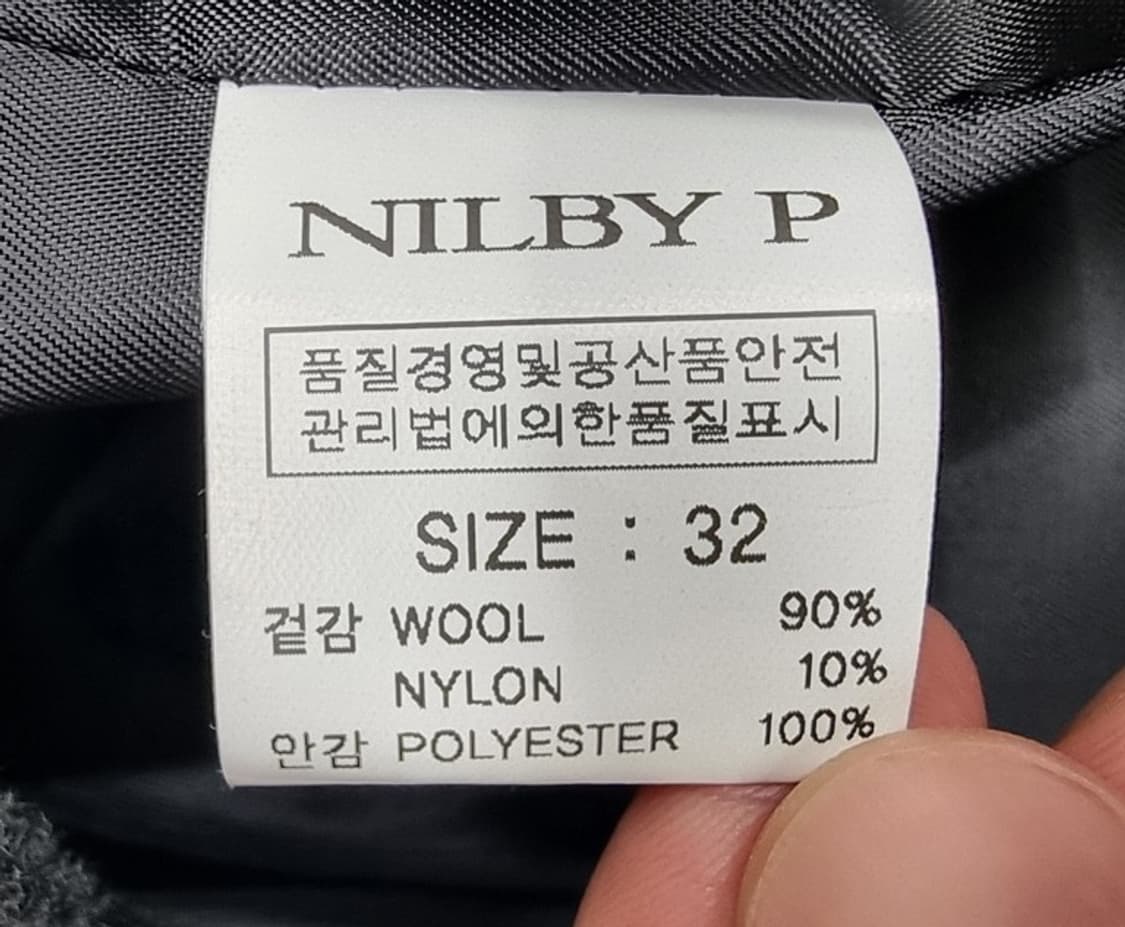 NILBY P
품질경영및공산품안전
관리법에의한품질표시
SIZE : 32
겉감 WOOL 90%
NYLON 10%
안감 POLYESTER 100%